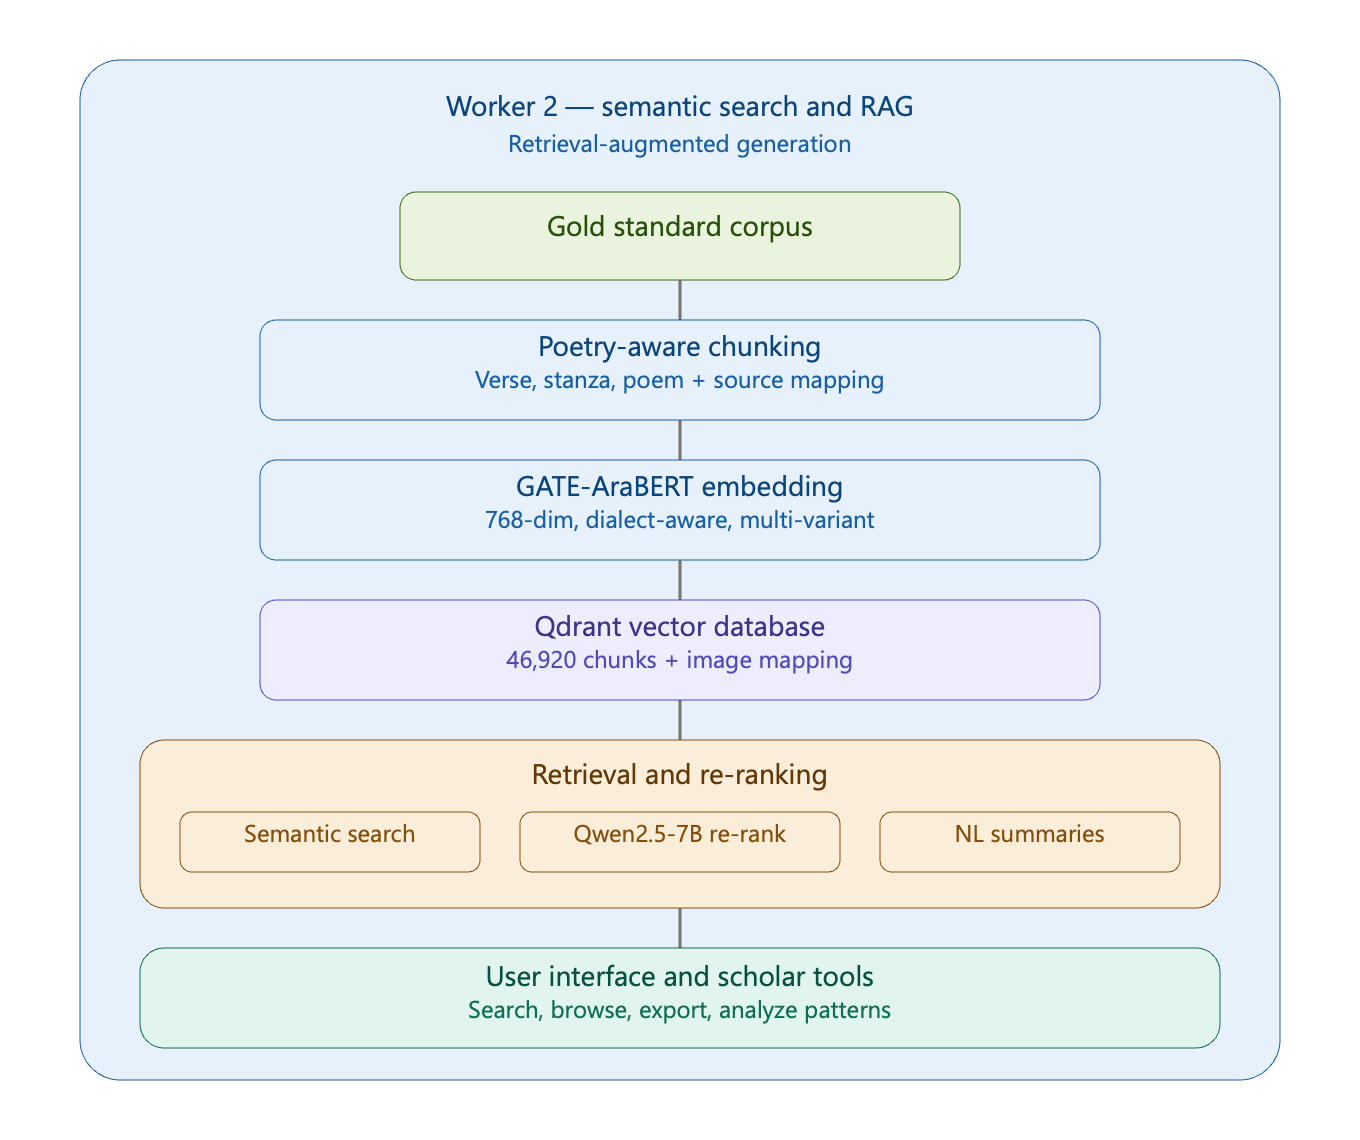 Worker 2 — semantic search and RAG
Retrieval-augmented generation
Gold standard corpus
Poetry-aware chunking
Verse, stanza, poem + source mapping
GATE-AraBERT embedding
768-dim, dialect-aware, multi-variant
Qdrant vector database
46,920 chunks + image mapping
Retrieval and re-ranking
Semantic search
Qwen2.5-7B re-rank
NL summaries
User interface and scholar tools
Search, browse, export, analyze patterns